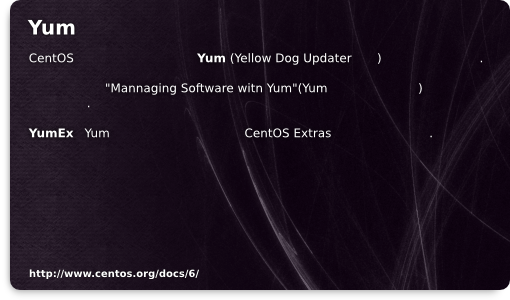 Yum
CentOS Yum (Yellow Dog Updater )  .
"Mannaging Software witn Yum"(Yum )
.
YumEx Yum CentOS Extras .
http://www.centos.org/docs/6/